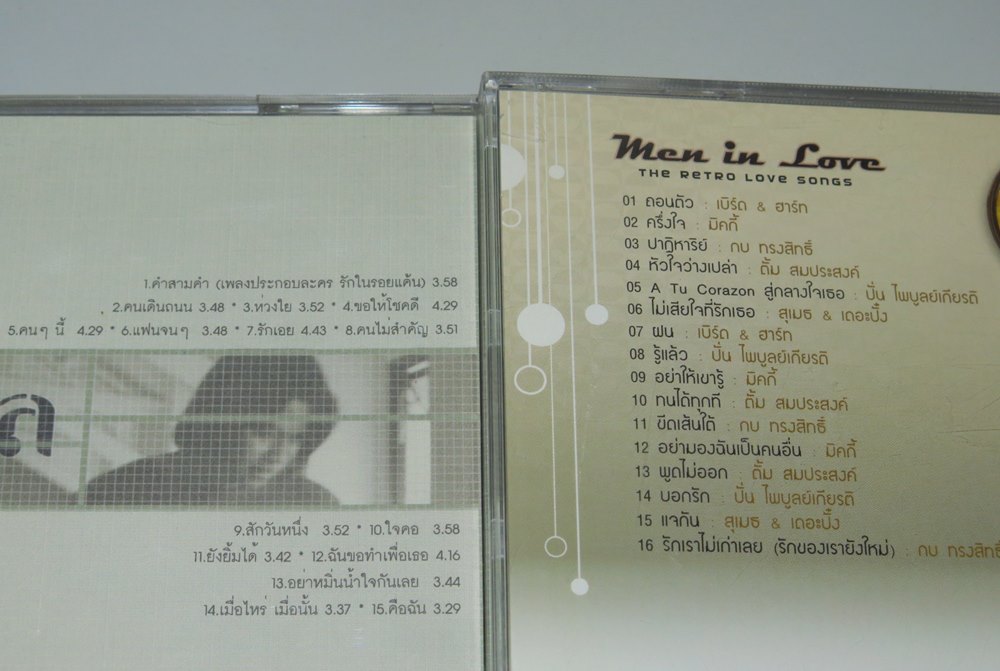 1.คำสามคำ (เพลงประกอบละคร รักในรอยแค้น) 3.58
2.คนเดินถนน 3.48 * 3.ห่วงใย 3.52 * 4.ขอให้โชคดี 4.29
5.คนๆ นี้ 4.29 * 6.แฟนจนๆ 3.48 * 7.รักเอย 4.43 * 8.คนไม่สำคัญ 3.51
9.สักวันหนึ่ง 3.52 * 10.ใจคอ 3.58
11.ยังยิ้มได้ 3.42 * 12.ฉันขอทำเพื่อเธอ 4.16
13.อย่าหมิ่นน้ำใจกันเลย 3.44
14.เมื่อไหร่ เมื่อนั้น 3.37 * 15.คือฉัน 3.29
Men in Love
THE RETRO LOVE SONGS
01 ถอนตัว : เบิร์ด & ฮาร์ท
02 ครึ่งใจ : มิคกี้
03 ปาฏิหาริย์ : กบ ทรงสิทธิ์
04 หัวใจว่างเปล่า : ตั้ม สมประสงค์
05 A Tu Corazon สู่กลางใจเธอ : ปั่น ไพบูลย์เกียรติ
06 ไม่เสียใจที่รักเธอ : สุเมธ & เดอะปั๋ง
07 ฝน : เบิร์ด & ฮาร์ท
08 รู้แล้ว : ปั่น ไพบูลย์เกียรติ
09 อย่าให้เขารู้ : มิคกี้
10 ทนได้ทุกที : ตั้ม สมประสงค์
11 ขีดเส้นใต้ : กบ ทรงสิทธิ์
12 อย่ามองฉันเป็นคนอื่น : มิคกี้
13 พูดไม่ออก : ตั้ม สมประสงค์
14 บอกรัก : ปั่น ไพบูลย์เกียรติ
15 แจกัน : สุเมธ & เดอะปั๋ง
16 รักเราไม่เก่าเลย (รักของเรายังใหม่) : กบ ทรงสิทธิ์